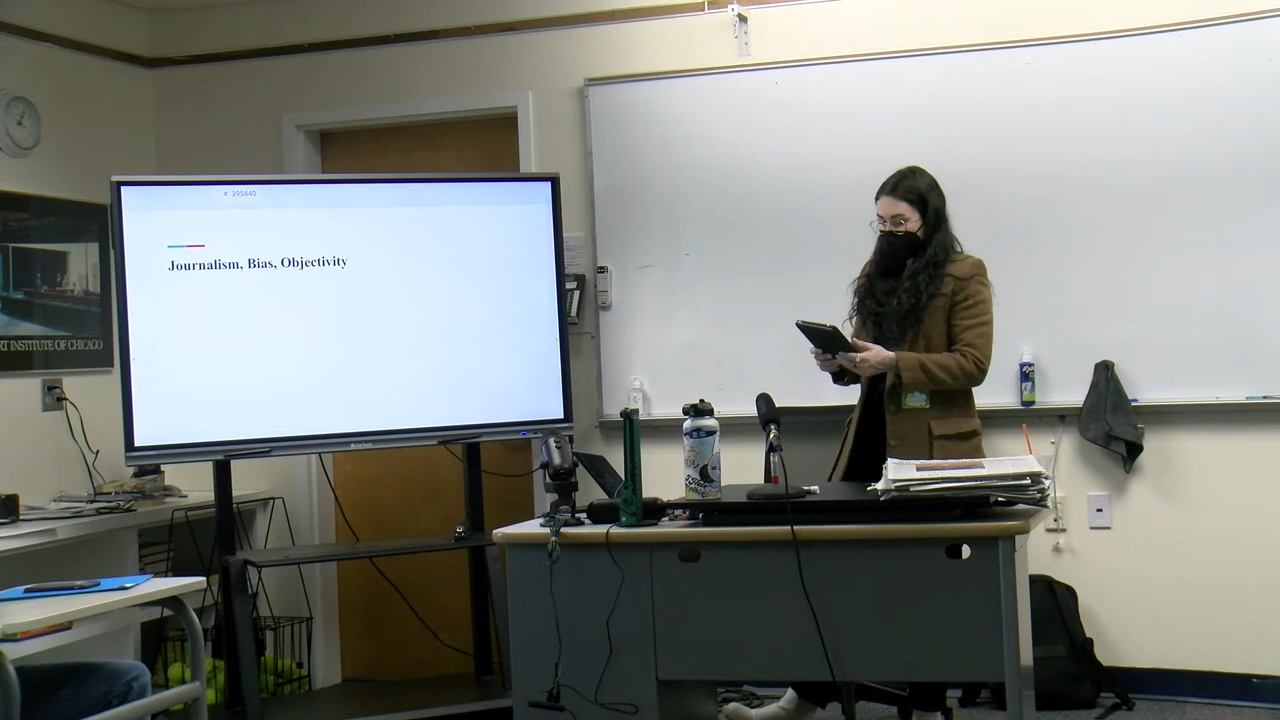 # 395840
Journalism, Bias, Objectivity
RT INSTITUTE OF CHICAGO